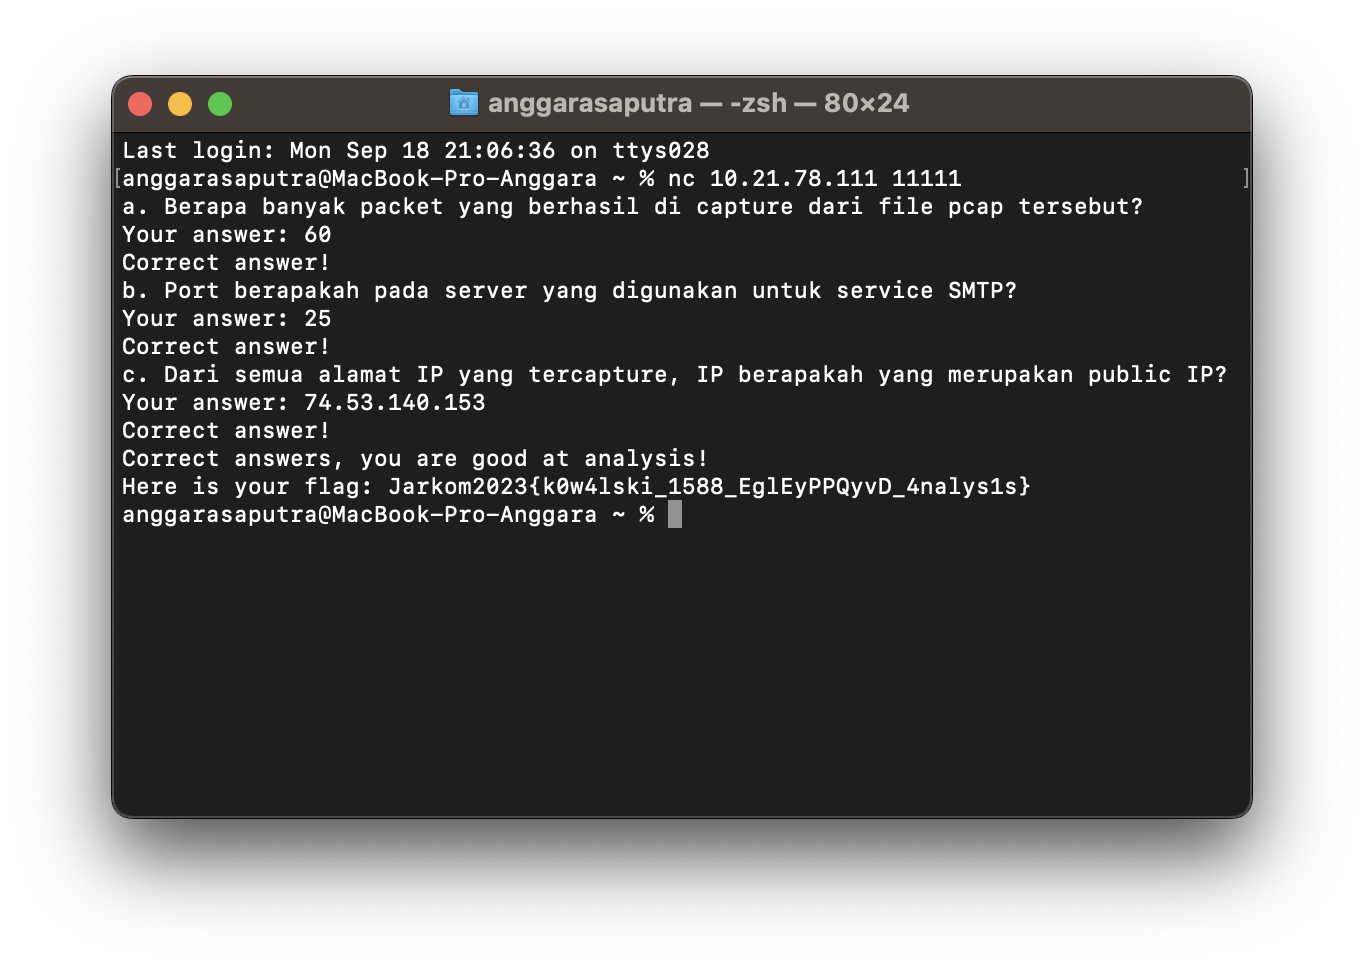 anggarasaputra — -zsh — 80×24
Last login: Mon Sep 18 21:06:36 on ttys028
[anggarasaputra@MacBook-Pro-Anggara ~ % nc 10.21.78.111 11111 ]
a. Berapa banyak packet yang berhasil di capture dari file pcap tersebut?
Your answer: 60
Correct answer!
b. Port berapakah pada server yang digunakan untuk service SMTP?
Your answer: 25
Correct answer!
c. Dari semua alamat IP yang tercapture, IP berapakah yang merupakan public IP?
Your answer: 74.53.140.153
Correct answer!
Correct answers, you are good at analysis!
Here is your flag: Jarkom2023{k0w4lski_1588_EglEyPPQyvD_4nalys1s}
anggarasaputra@MacBook-Pro-Anggara ~ %